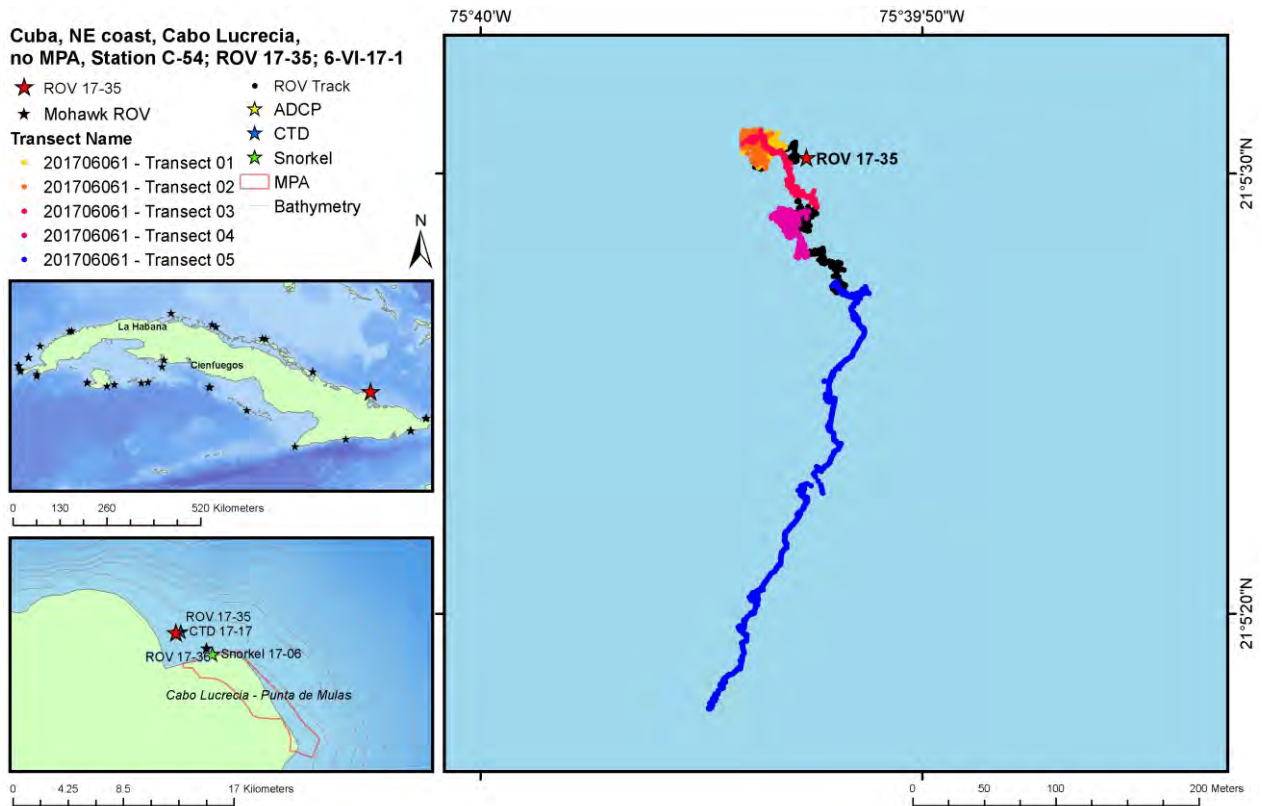 Cuba, NE coast, Cabo Lucrecia,
no MPA, Station C-54; ROV 17-35; 6-VI-17-1
ROV 17-35
Mohawk ROV
Transect Name
201706061 - Transect 01
201706061 - Transect 02
201706061 - Transect 03
201706061 - Transect 04
201706061 - Transect 05
ROV Track
ADCP
CTD
Snorkel
MPA
Bathymetry
N
La Habana
Cienfuegos
0 130 260 520 Kilometers
ROV 17-35
CTD 17-17
ROV 17-36
Snorkel 17-06
Cabo Lucrecia - Punta de Mulas
0 4.25 8.5 17 Kilometers
75°40'W 75°39'50"W
ROV 17-35
21°5'30"N
21°5'20"N
0 50 100 200 Meters